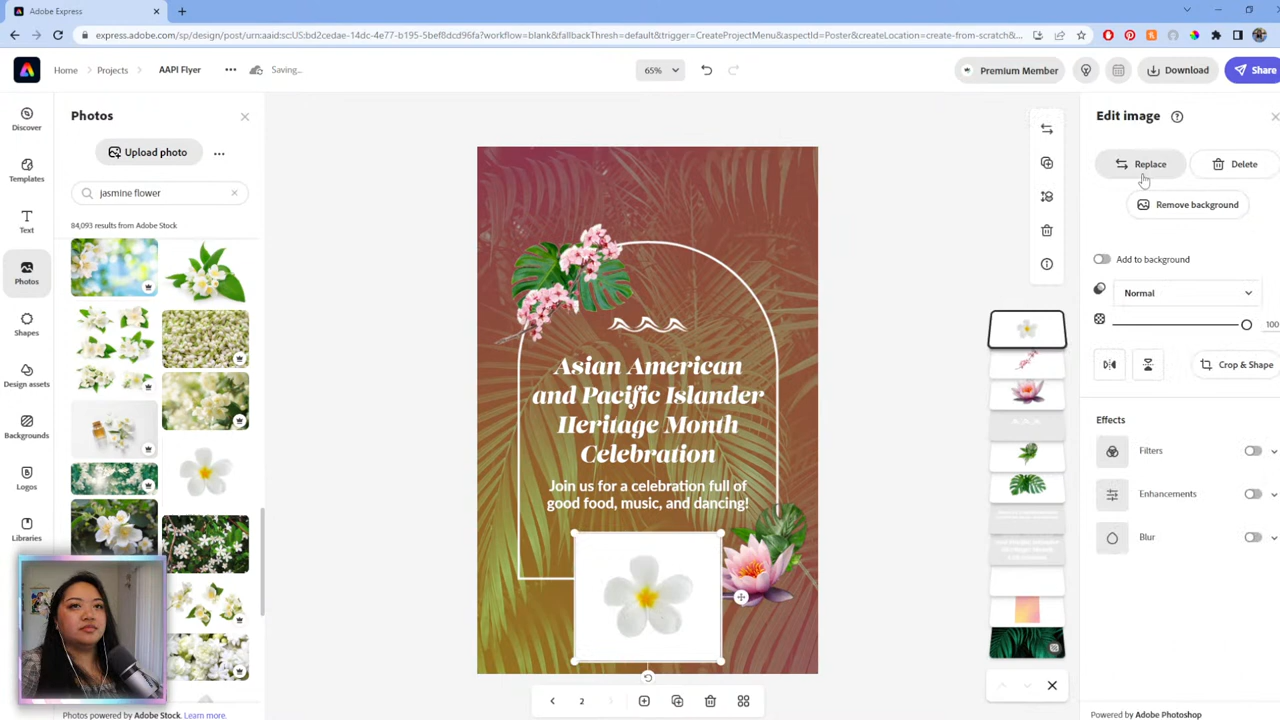 Adobe Express
express.adobe.com/sp/design/post/urn:aaid:sc:US:bd2cedae-14dc-4e77-b195-5bef8dcd96fa?workflow=blank&fallbackThresh=default&trigger=CreateProjectMenu&aspectId=Poster&createLocation=create-from-scratch&...
Home
Projects
AAPI Flyer
Saving...
65%
Premium Member
Download
Share
Discover
Templates
Text
Photos
Shapes
Design assets
Backgrounds
Logos
Libraries
Photos
Upload photo
jasmine flower
84,093 results from Adobe Stock
Photos powered by Adobe Stock. Learn more.
Asian American
and Pacific Islander
Heritage Month
Celebration
Join us for a celebration full of
good food, music, and dancing!
2
Edit image
Replace
Delete
Remove background
Add to background
Normal
100
Crop & Shape
Effects
Filters
Enhancements
Blur
Powered by Adobe Photoshop